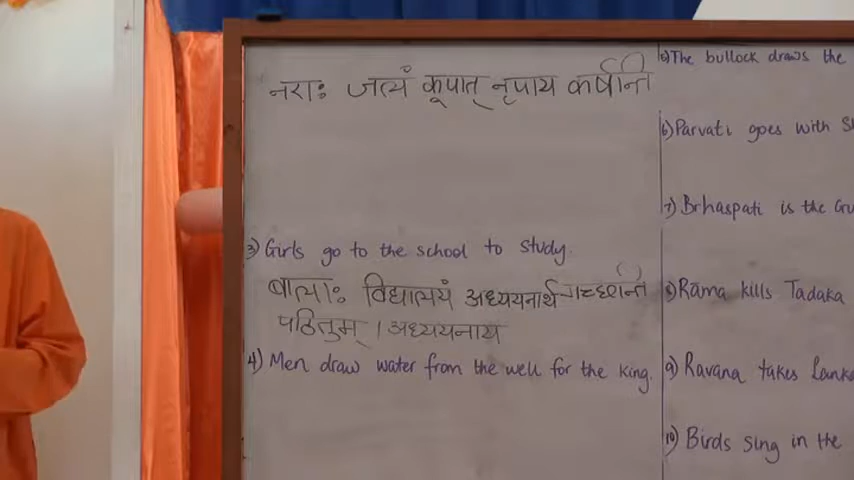 नराः जलं कूपात् नृपाय कर्षन्ति
3) Girls go to the school to study.
बालाः विद्यालयं अध्ययनार्थं गच्छन्ति
पठितुम् । अध्ययनाय
4) Men draw water from the well for the king.
5) The bullock draws the
6) Parvati goes with
7) Brhaspati is the
8) Rama kills Tadaka
9) Ravana takes Lanka
10) Birds sing in the